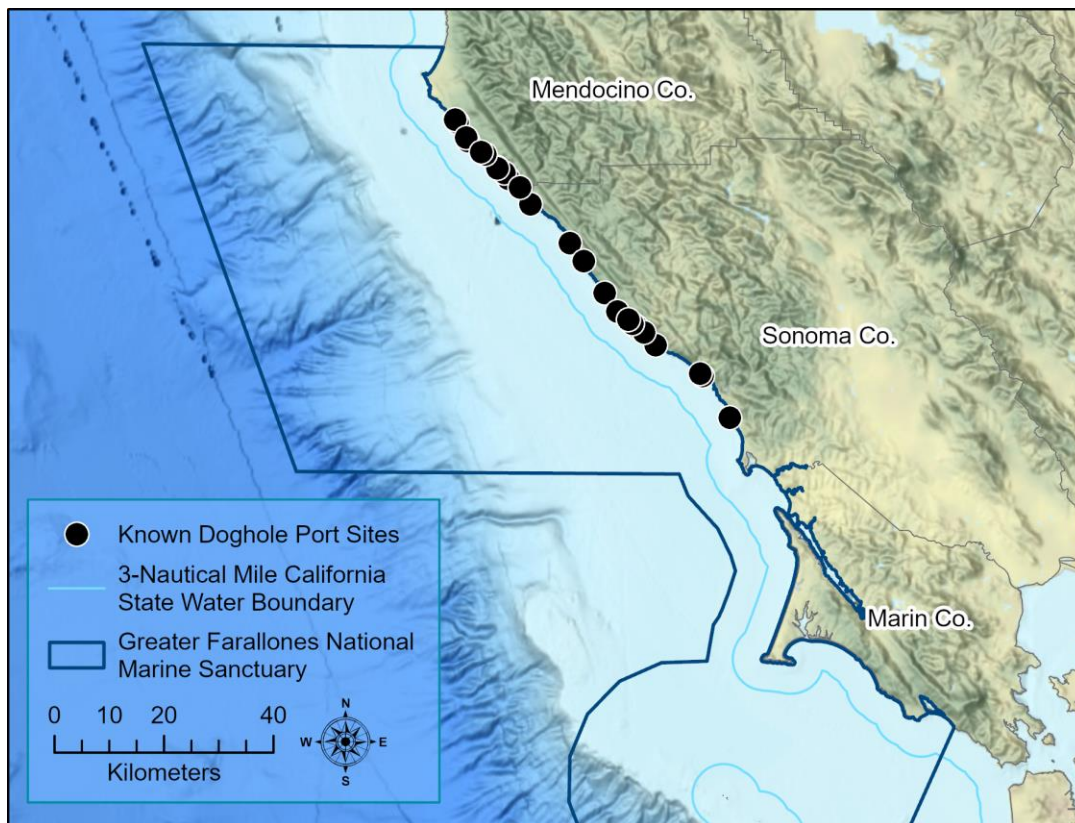 Mendocino Co.
Sonoma Co.
Marin Co.
Known Doghole Port Sites
3-Nautical Mile California
State Water Boundary
Greater Farallones National
Marine Sanctuary
0 10 20 40
Kilometers
N
W E
S